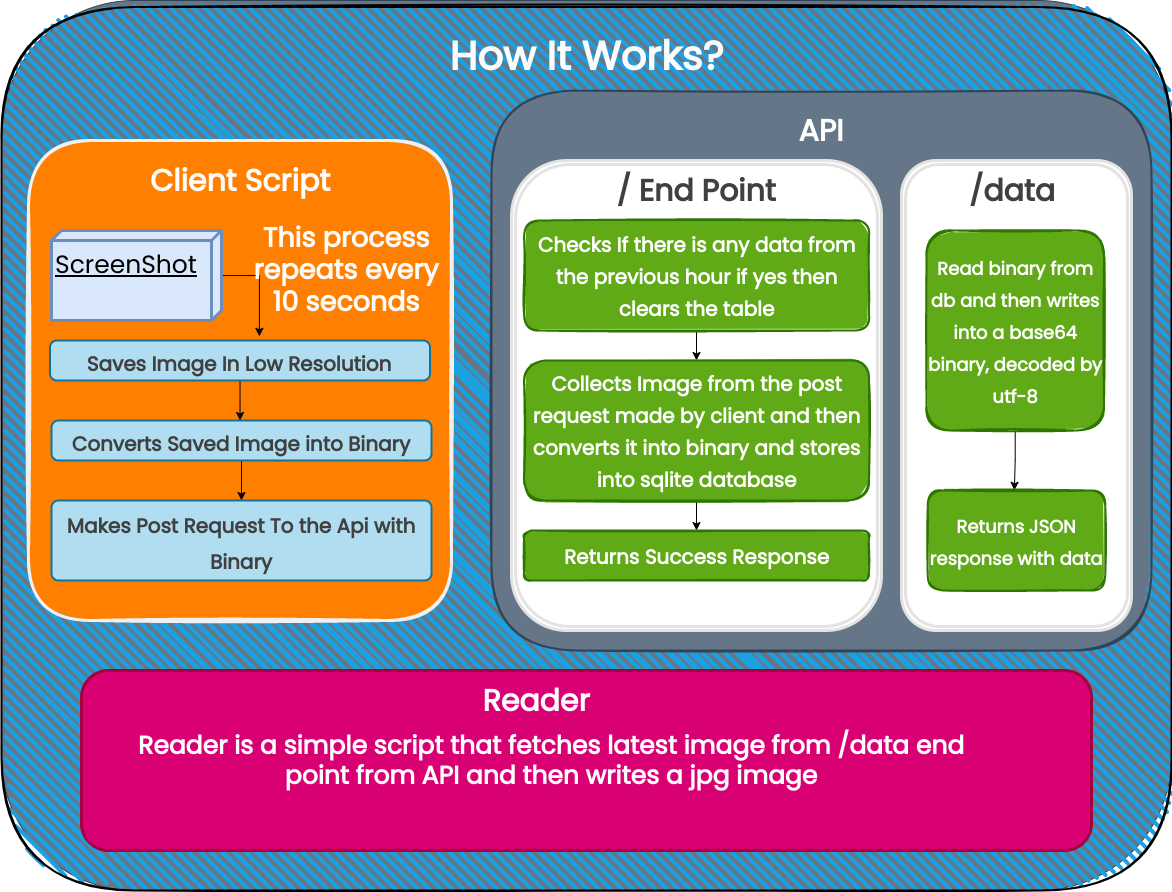 How It Works?
Client Script
ScreenShot
This process
repeats every
10 seconds
Saves Image In Low Resolution
Converts Saved Image into Binary
Makes Post Request To the Api with
Binary
API
/ End Point
Checks If there is any data from
the previous hour if yes then
clears the table
Collects Image from the post
request made by client and then
converts it into binary and stores
into sqlite database
Returns Success Response
/data
Read binary from
db and then writes
into a base64
binary, decoded by
utf-8
Returns JSON
response with data
Reader
Reader is a simple script that fetches latest image from /data end
point from API and then writes a jpg image